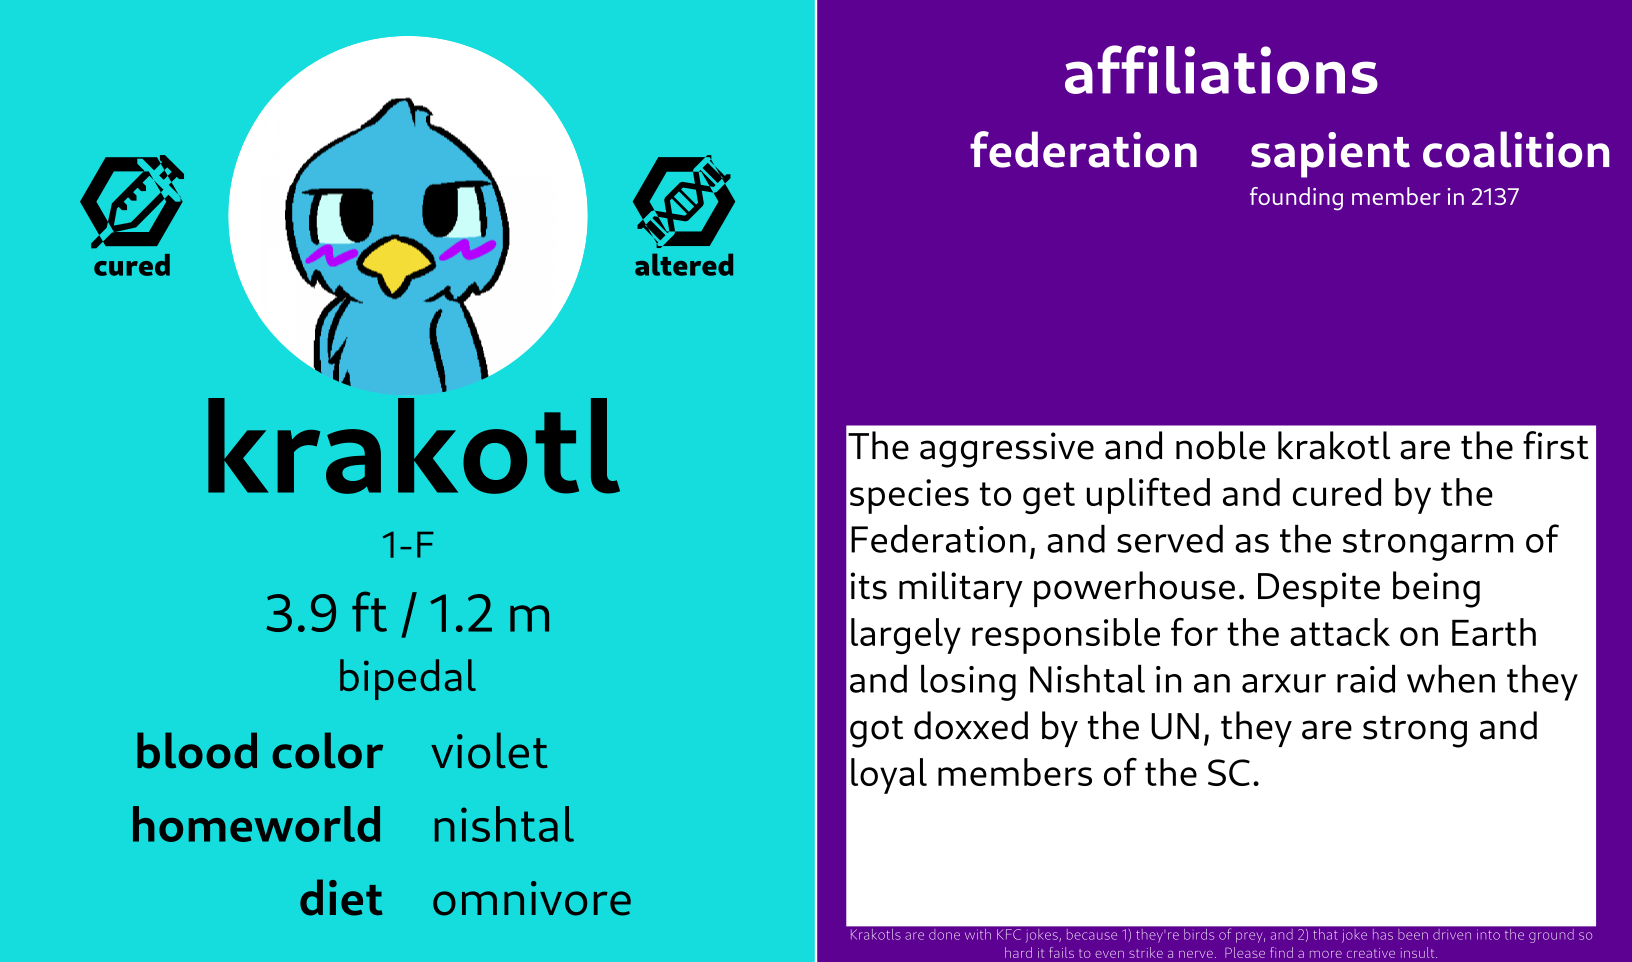 cured
altered
krakotl
1-F
3.9 ft / 1.2 m
bipedal
blood color violet
homeworld nishtal
diet omnivore
affiliations
federation sapient coalition
founding member in 2137
The aggressive and noble krakotl are the first
species to get uplifted and cured by the
Federation, and served as the strongarm of
its military powerhouse. Despite being
largely responsible for the attack on Earth
and losing Nishtal in an arxur raid when they
got doxxed by the UN, they are strong and
loyal members of the SC.
Krakotls are done with KFC jokes, because 1) they're birds of prey, and 2) that joke has been driven into the ground so
hard it fails to even strike a nerve. Please find a more creative insult.